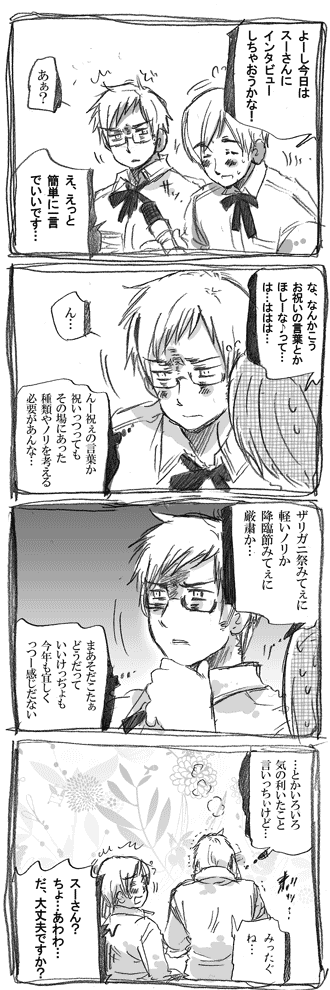 よーし今日は
スーさんに
インタビュー
しちゃおうかな!
あぁ?
え、えっと
簡単に一言
でいいです…
な、なんかこう
お祝いの言葉とか
ほしーな♪って…
は…ははは…
ん…
んー祝ぇの言葉か
祝いっつっても
その場にあった
種類やノリを考える
必要があんな…
ザリガニ祭みてぇに
軽いノリか
降臨節みてぇに
厳粛か…
まあそだこたぁ
どうだって
いいけっちょも
今年も宜しく
っつー感じだない
…とかいろいろ
気の利いたこと
言いっちぃけど…
みったぐ
ね…
スーさん?
ちょ…あわわ…
だ、大丈夫ですか?